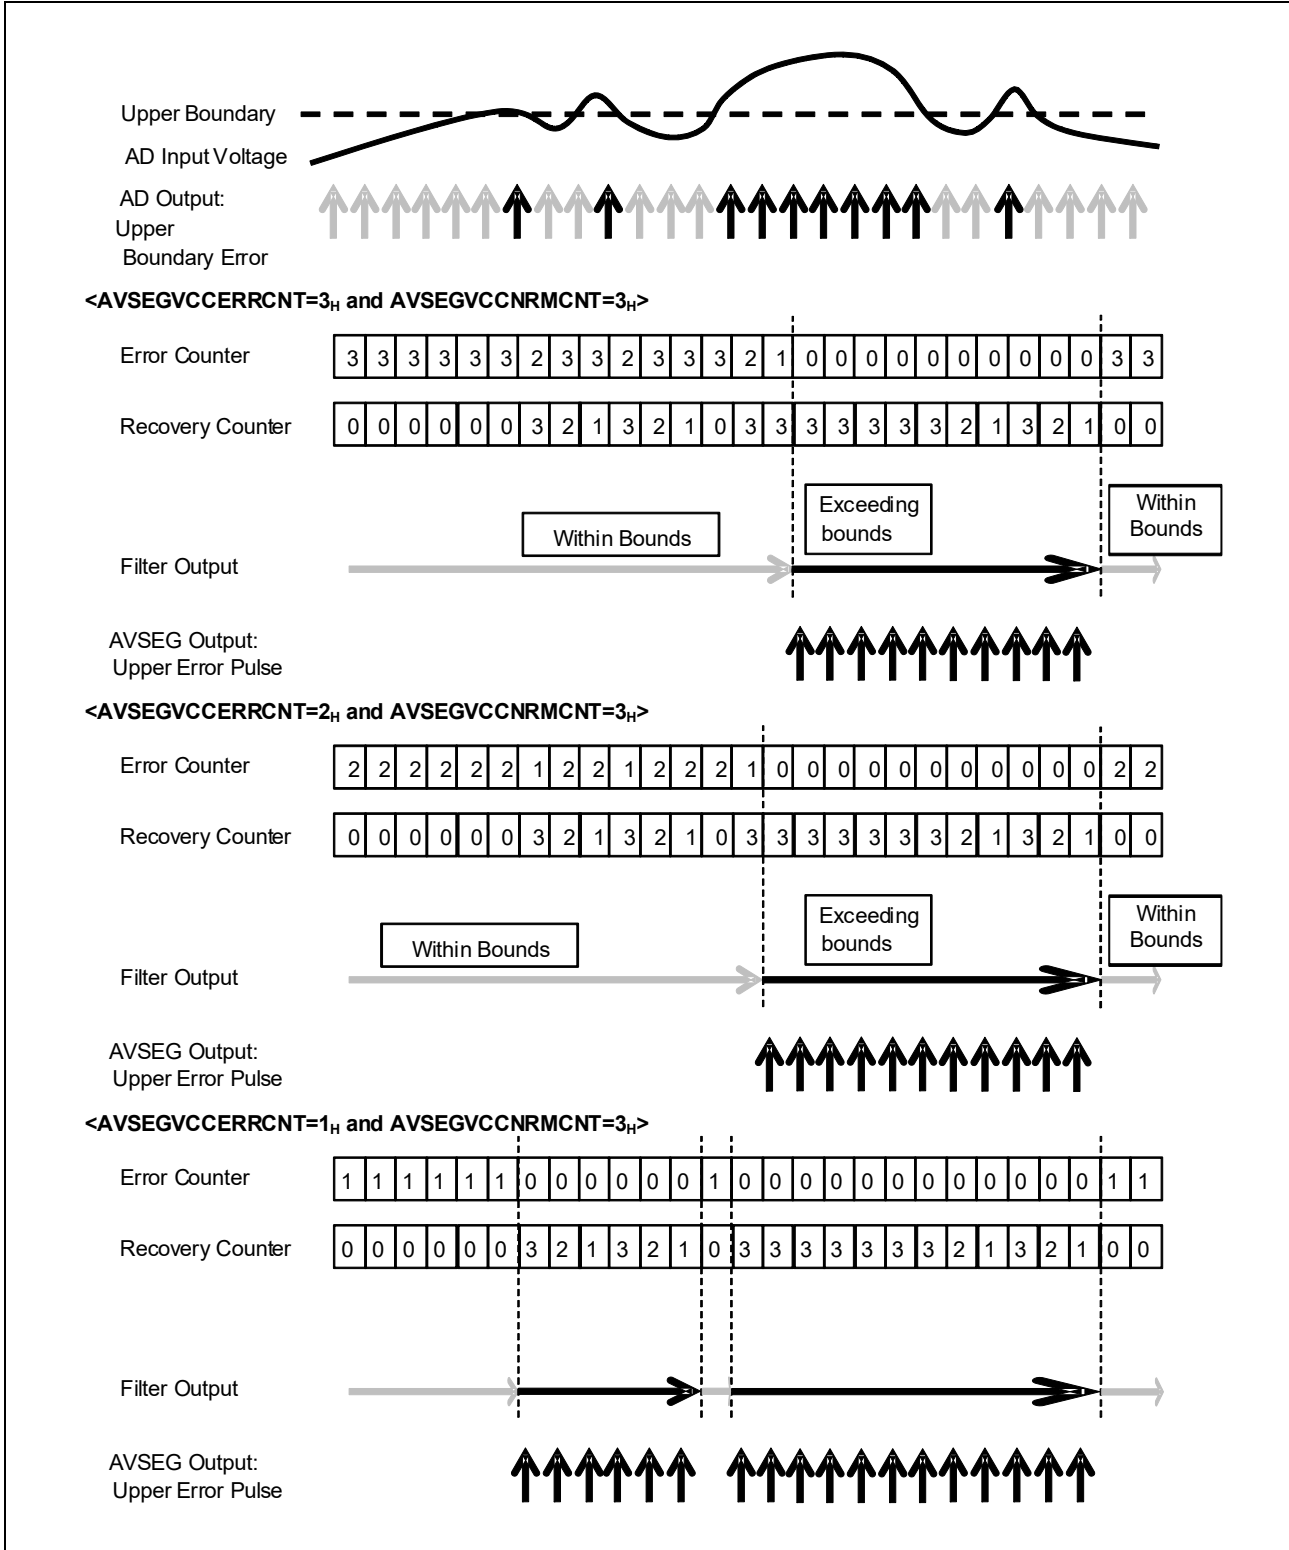 Upper Boundary
AD Input Voltage
AD Output:
Upper
Boundary Error
<AVSEGVCCERRCNT=3H and AVSEGVCCNRMCNT=3H>
Error Counter 3 3 3 3 3 3 2 3 3 2 3 3 3 2 1 0 0 0 0 0 0 0 0 0 0 3 3
Recovery Counter 0 0 0 0 0 0 3 2 1 3 2 1 0 3 3 3 3 3 3 3 2 1 3 2 1 0 0
Within Bounds
Exceeding
bounds
Within
Bounds
Filter Output
AVSEG Output:
Upper Error Pulse
<AVSEGVCCERRCNT=2H and AVSEGVCCNRMCNT=3H>
Error Counter 2 2 2 2 2 2 1 2 2 1 2 2 2 1 0 0 0 0 0 0 0 0 0 0 0 2 2
Recovery Counter 0 0 0 0 0 0 3 2 1 3 2 1 0 3 3 3 3 3 3 3 2 1 3 2 1 0 0
Within Bounds
Exceeding
bounds
Within
Bounds
Filter Output
AVSEG Output:
Upper Error Pulse
<AVSEGVCCERRCNT=1H and AVSEGVCCNRMCNT=3H>
Error Counter 1 1 1 1 1 1 0 0 0 0 0 0 1 0 0 0 0 0 0 0 0 0 0 0 0 1 1
Recovery Counter 0 0 0 0 0 0 3 2 1 3 2 1 0 3 3 3 3 3 3 3 2 1 3 2 1 0 0
Filter Output
AVSEG Output:
Upper Error Pulse